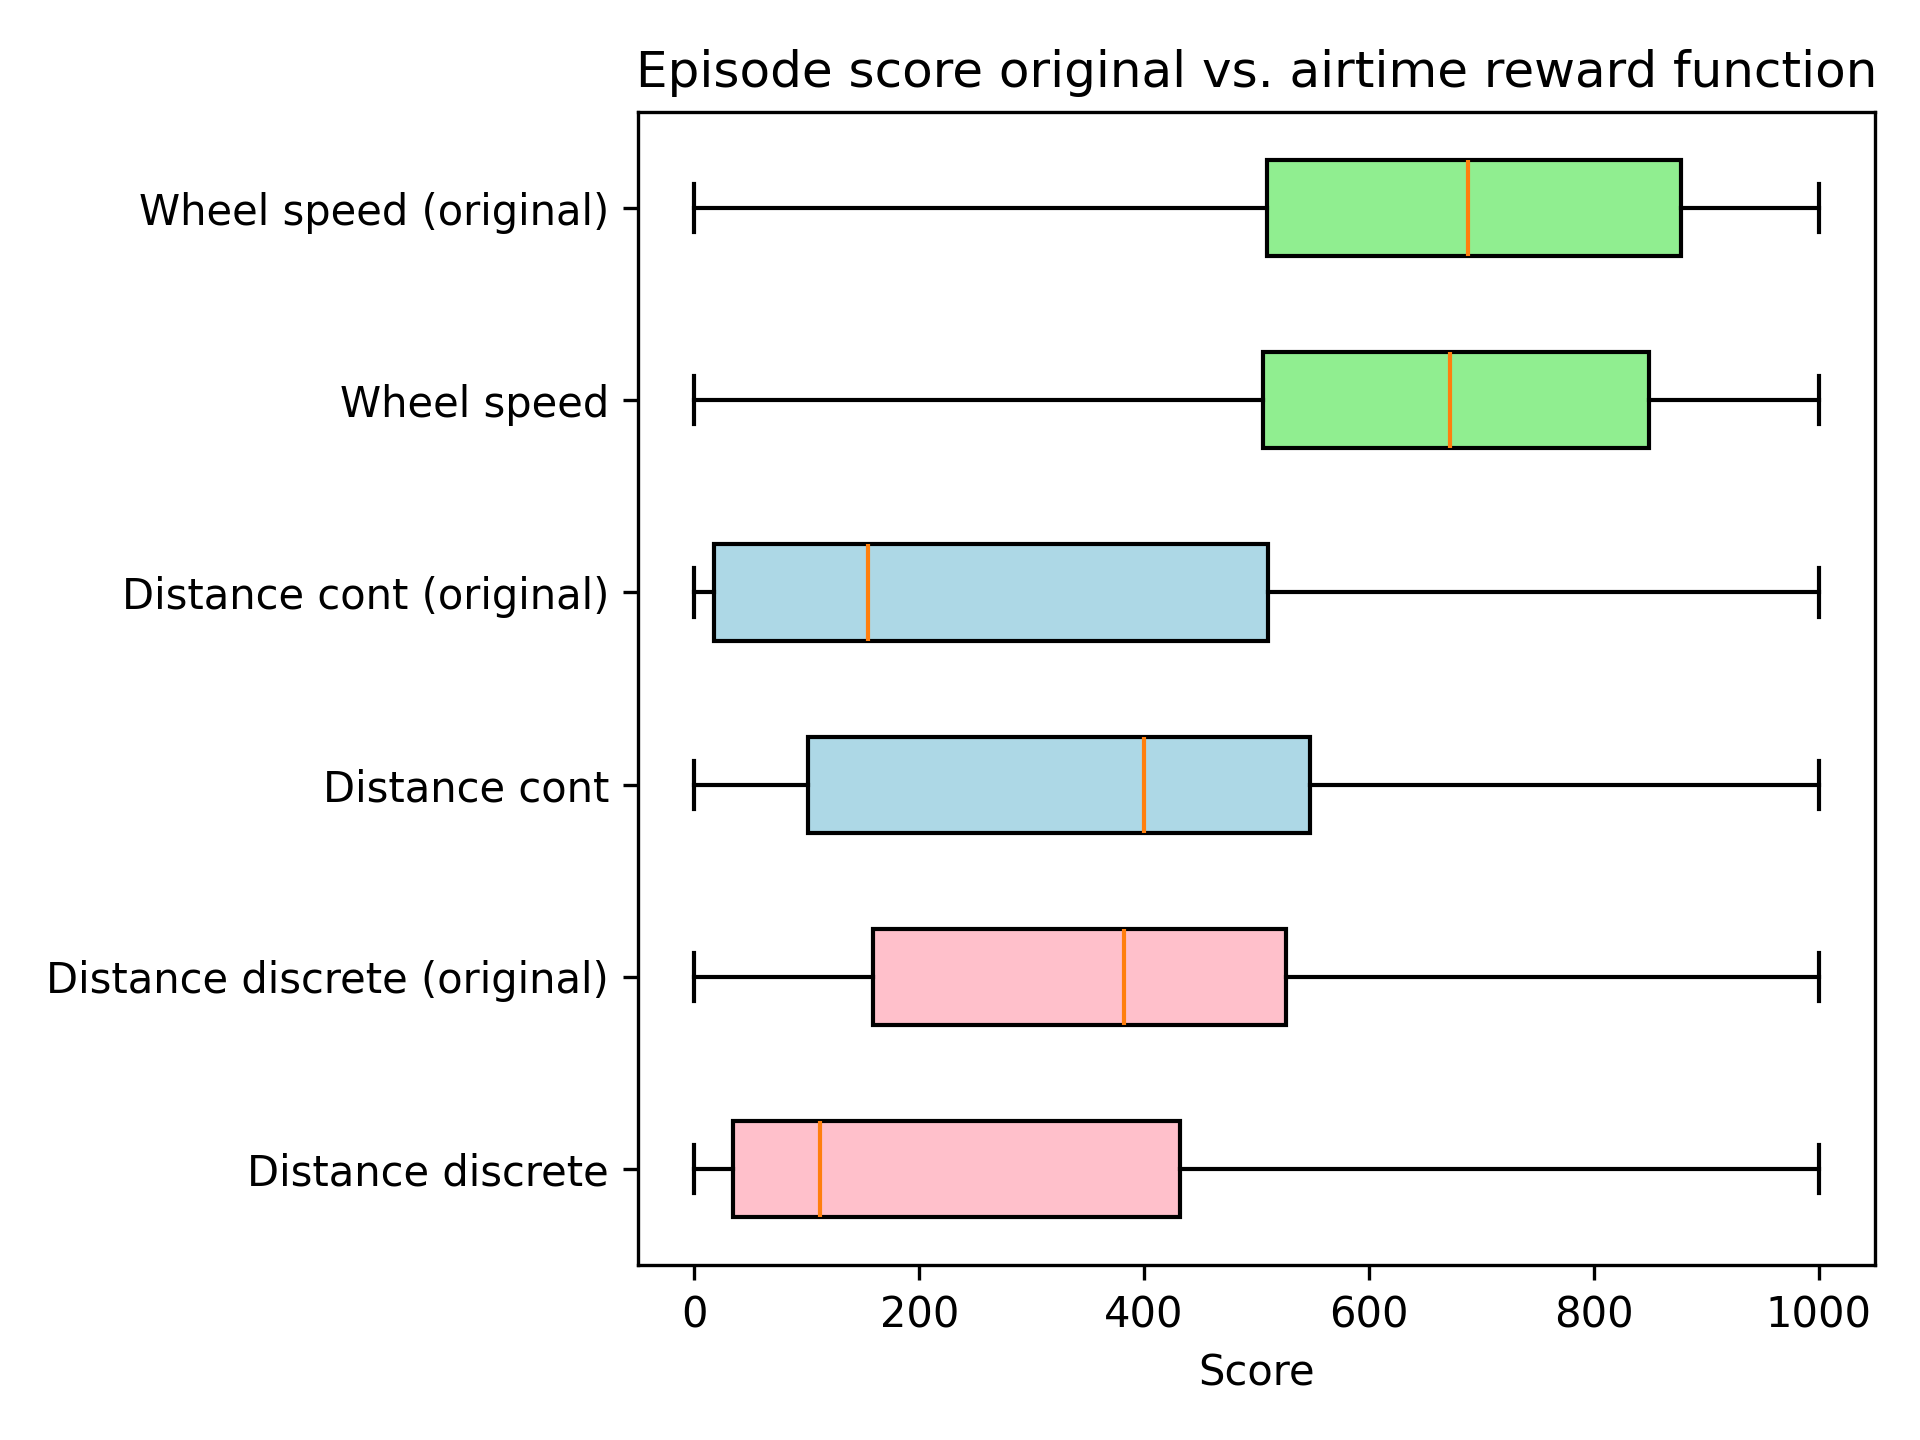 Episode score original vs. airtime reward function
Wheel speed (original)
Wheel speed
Distance cont (original)
Distance cont
Distance discrete (original)
Distance discrete
0 200 400 600 800 1000
Score